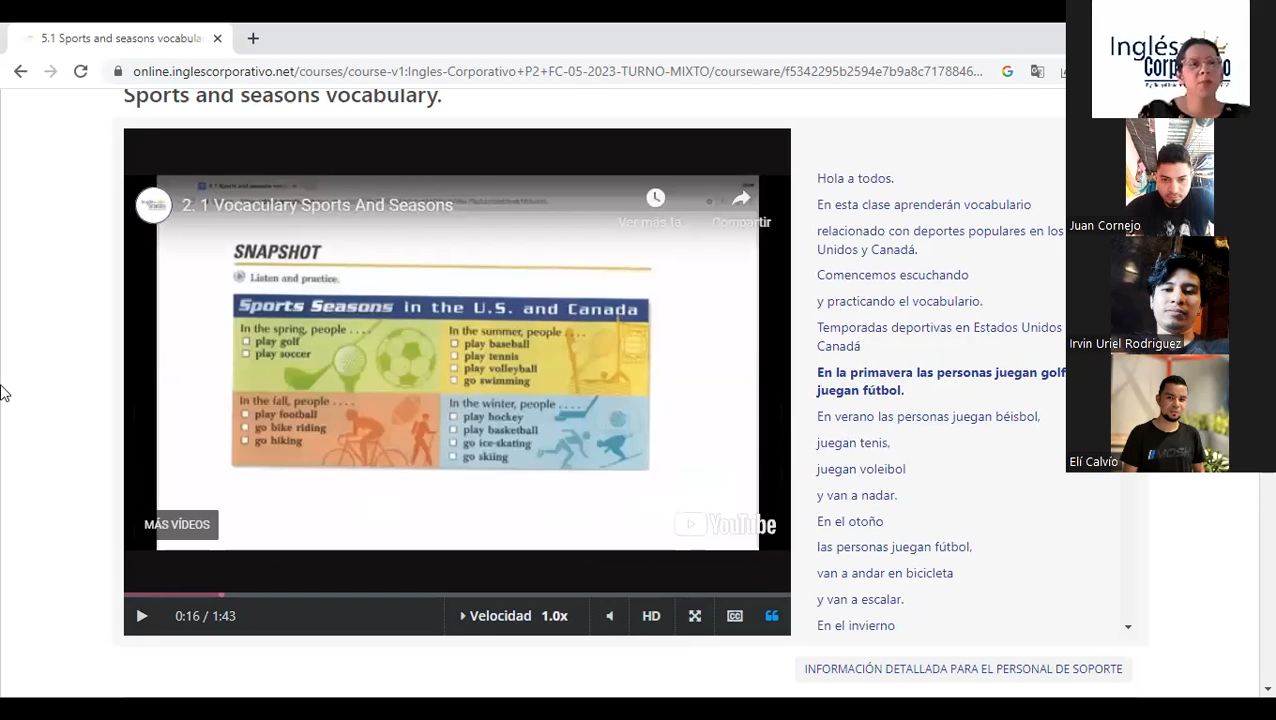 5.1 Sports and seasons vocabula
online.inglescorporativo.net/courses/course-v1:Ingles-Corporativo+P2+FC-05-2023-TURNO-MIXTO/courseware/f5342295b2594e7b9a8c7178846...
Sports and seasons vocabulary.
2. 1 Vocaculary Sports And Seasons
Ver más ta...
Compartir
SNAPSHOT
Listen and practice.
Sports Seasons in the U.S. and Canada
In the spring, people . . . .
play golf
play soccer
In the summer, people . . . .
play baseball
play tennis
play volleyball
go swimming
In the fall, people . . . .
play football
go bike riding
go hiking
In the winter, people . . . .
play hockey
play basketball
go ice-skating
go skiing
MÁS VÍDEOS
YouTube
0:16 / 1:43
Velocidad 1.0x
HD
CC
Hola a todos.
En esta clase aprenderán vocabulario
relacionado con deportes populares en los
Unidos y Canadá.
Comencemos escuchando
y practicando el vocabulario.
Temporadas deportivas en Estados Unidos
Canadá
En la primavera las personas juegan golf
juegan fútbol.
En verano las personas juegan béisbol,
juegan tenis,
juegan voleibol
y van a nadar.
En el otoño
las personas juegan fútbol,
van a andar en bicicleta
y van a escalar.
En el invierno
INFORMACIÓN DETALLADA PARA EL PERSONAL DE SOPORTE
Inglés
Corporativo
Juan Cornejo
Irvin Uriel Rodriguez
Elí Calvío